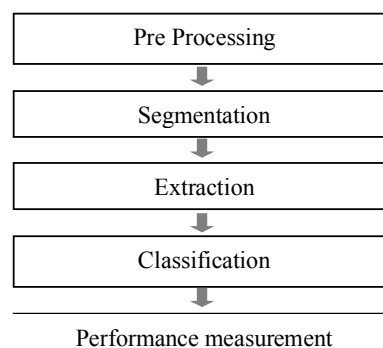 Pre Processing
Segmentation
Extraction
Classification
Performance measurement